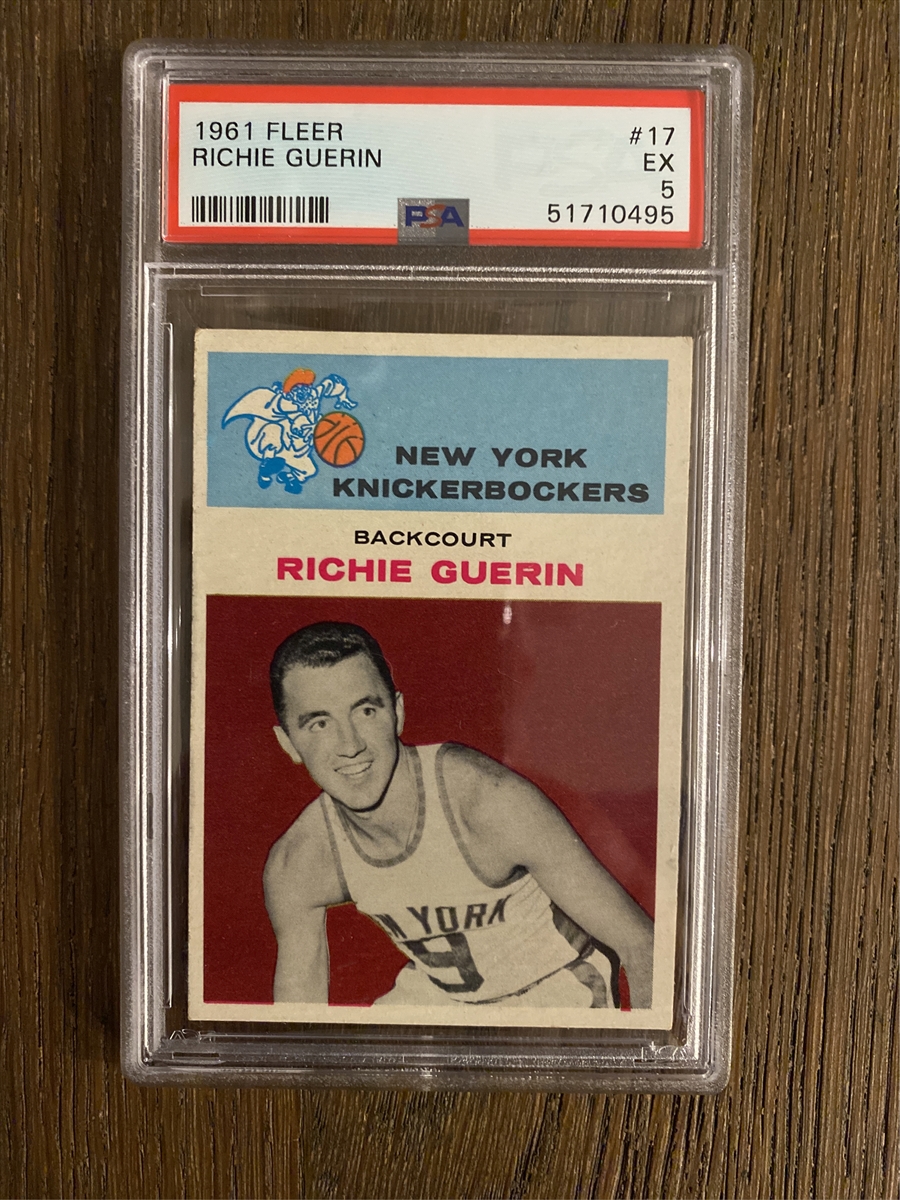 1961 FLEER
RICHIE GUERIN
#17
EX
5
51710495
PSA
NEW YORK
KNICKERBOCKERS
BACKCOURT
RICHIE GUERIN
W YORK
9